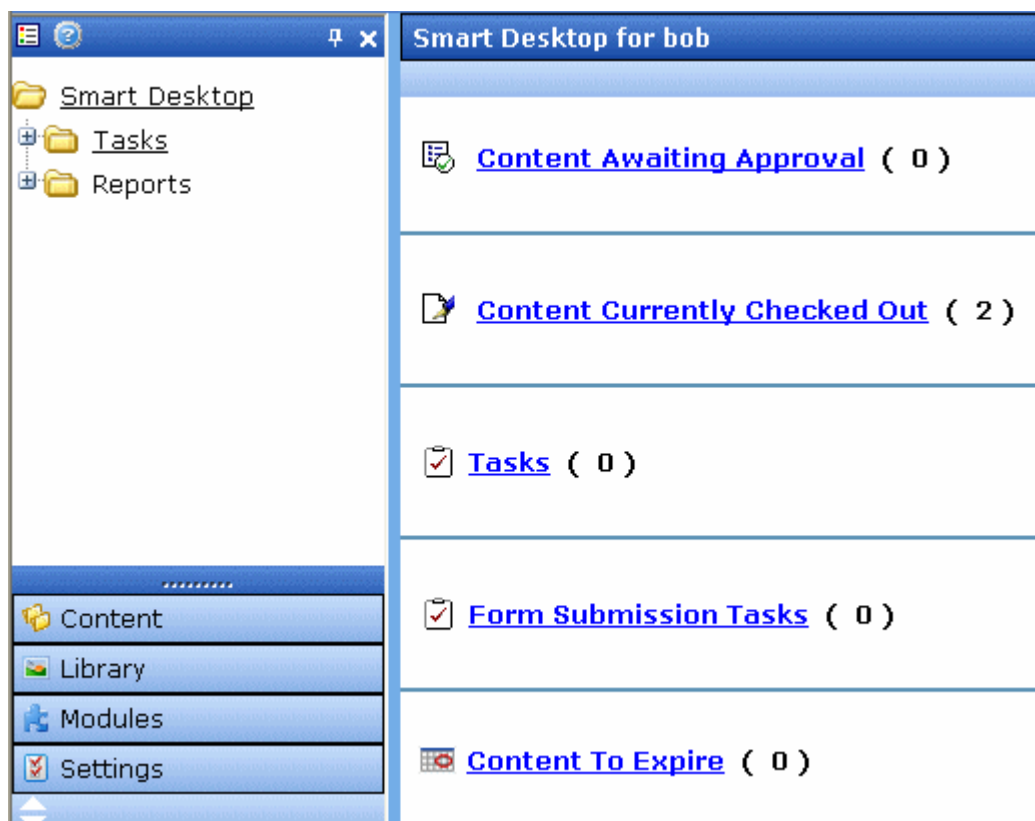 Smart Desktop
Tasks
Reports
Content
Library
Modules
Settings
Smart Desktop for bob
Content Awaiting Approval ( 0 )
Content Currently Checked Out ( 2 )
Tasks ( 0 )
Form Submission Tasks ( 0 )
Content To Expire ( 0 )